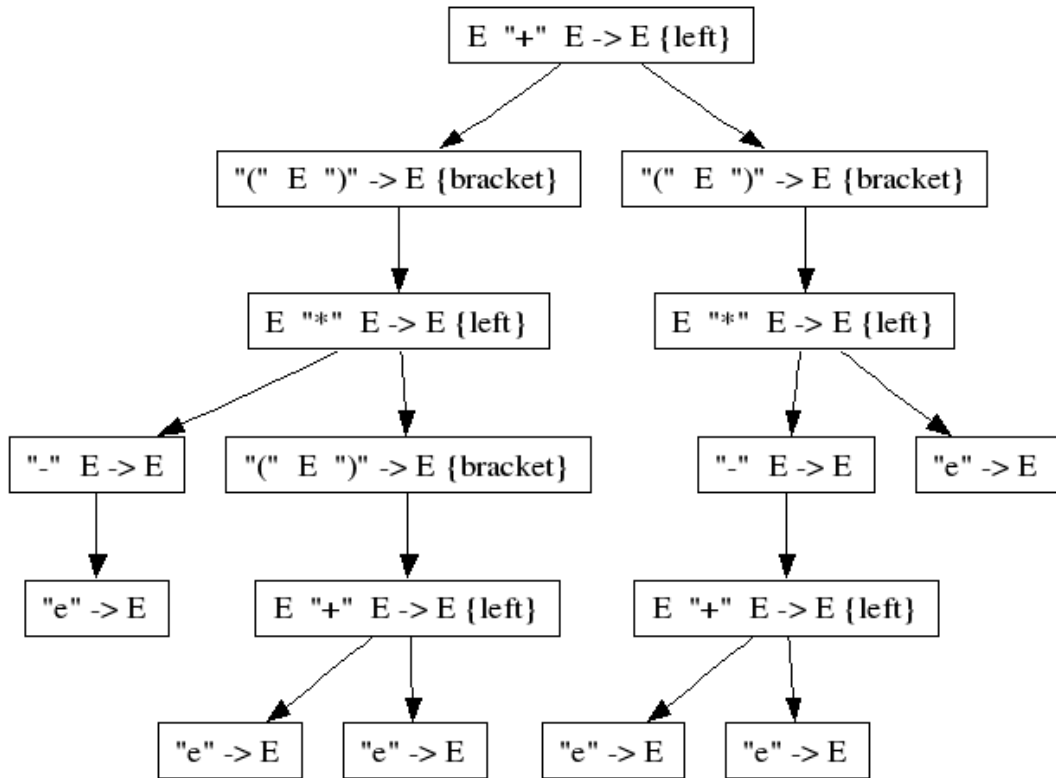 E "+" E -> E {left}
"(" E ")" -> E {bracket}
"(" E ")" -> E {bracket}
E "*" E -> E {left}
E "*" E -> E {left}
"-" E -> E
"(" E ")" -> E {bracket}
"-" E -> E
"e" -> E
"e" -> E
E "+" E -> E {left}
E "+" E -> E {left}
"e" -> E
"e" -> E
"e" -> E
"e" -> E